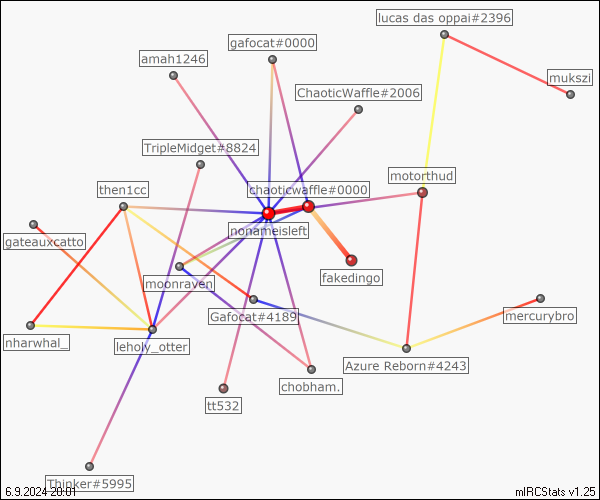 lucas das oppai#2396
gafocat#0000
amah1246
mukszi
ChaoticWaffle#2006
TripleMidget#8824
motorthud
then1cc
chaoticwaffle#0000
nonameisleft
gateauxcatto
fakedingo
moonraven
Gafocat#4189
mercurybro
nharwhal_
leholy_otter
Azure Reborn#4243
chobham.
tt532
Thinker#5995
6.9.2024 20:01
mIRCStats v1.25